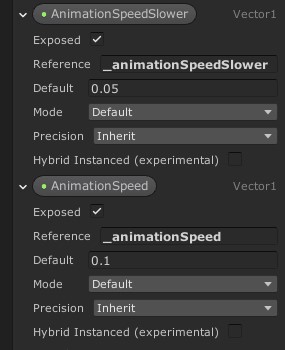 AnimationSpeedSlower Vector1
Exposed
Reference _animationSpeedSlower
Default 0.05
Mode Default
Precision Inherit
Hybrid Instanced (experimental)
AnimationSpeed Vector1
Exposed
Reference _animationSpeed
Default 0.1
Mode Default
Precision Inherit
Hybrid Instanced (experimental)